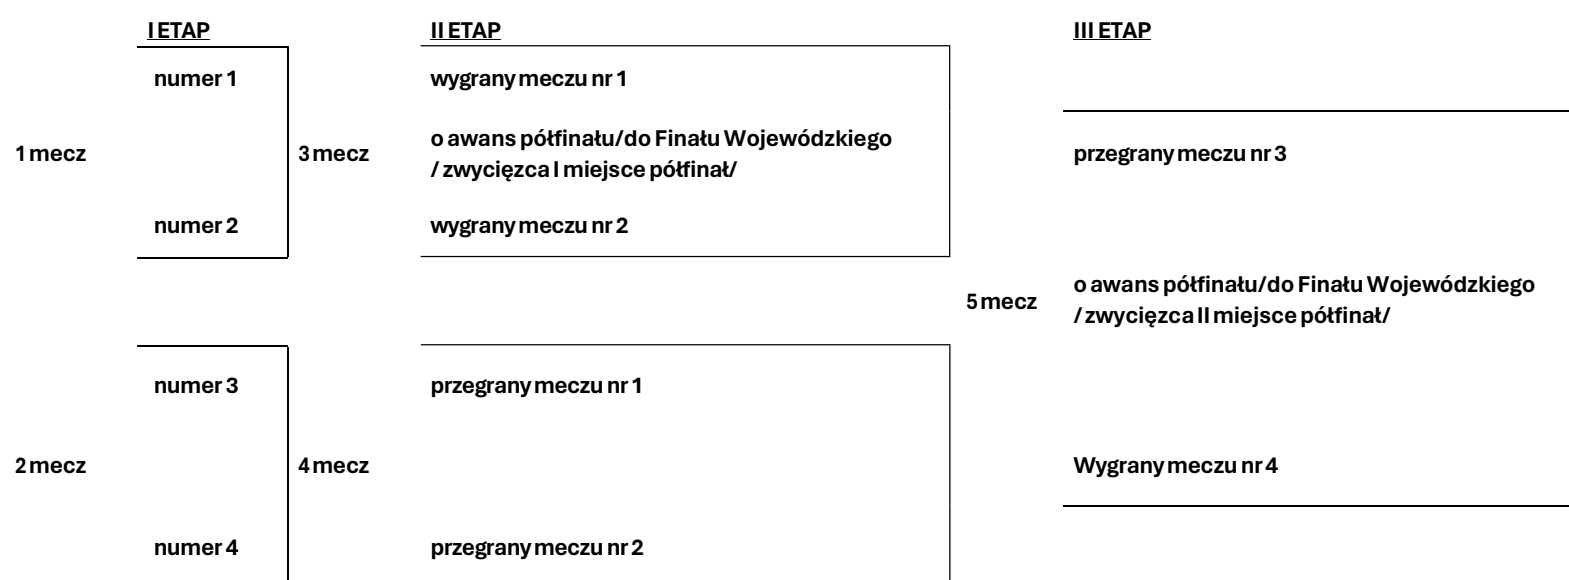 I ETAP
II ETAP
III ETAP
numer 1
wygrany meczu nr 1
1 mecz
3 mecz
o awans półfinału/do Finału Wojewódzkiego
/ zwycięzca I miejsce półfinał/
przegrany meczu nr 3
numer 2
wygrany meczu nr 2
5 mecz
o awans półfinału/do Finału Wojewódzkiego
/ zwycięzca II miejsce półfinał/
numer 3
przegrany meczu nr 1
2 mecz
4 mecz
Wygrany meczu nr 4
numer 4
przegrany meczu nr 2